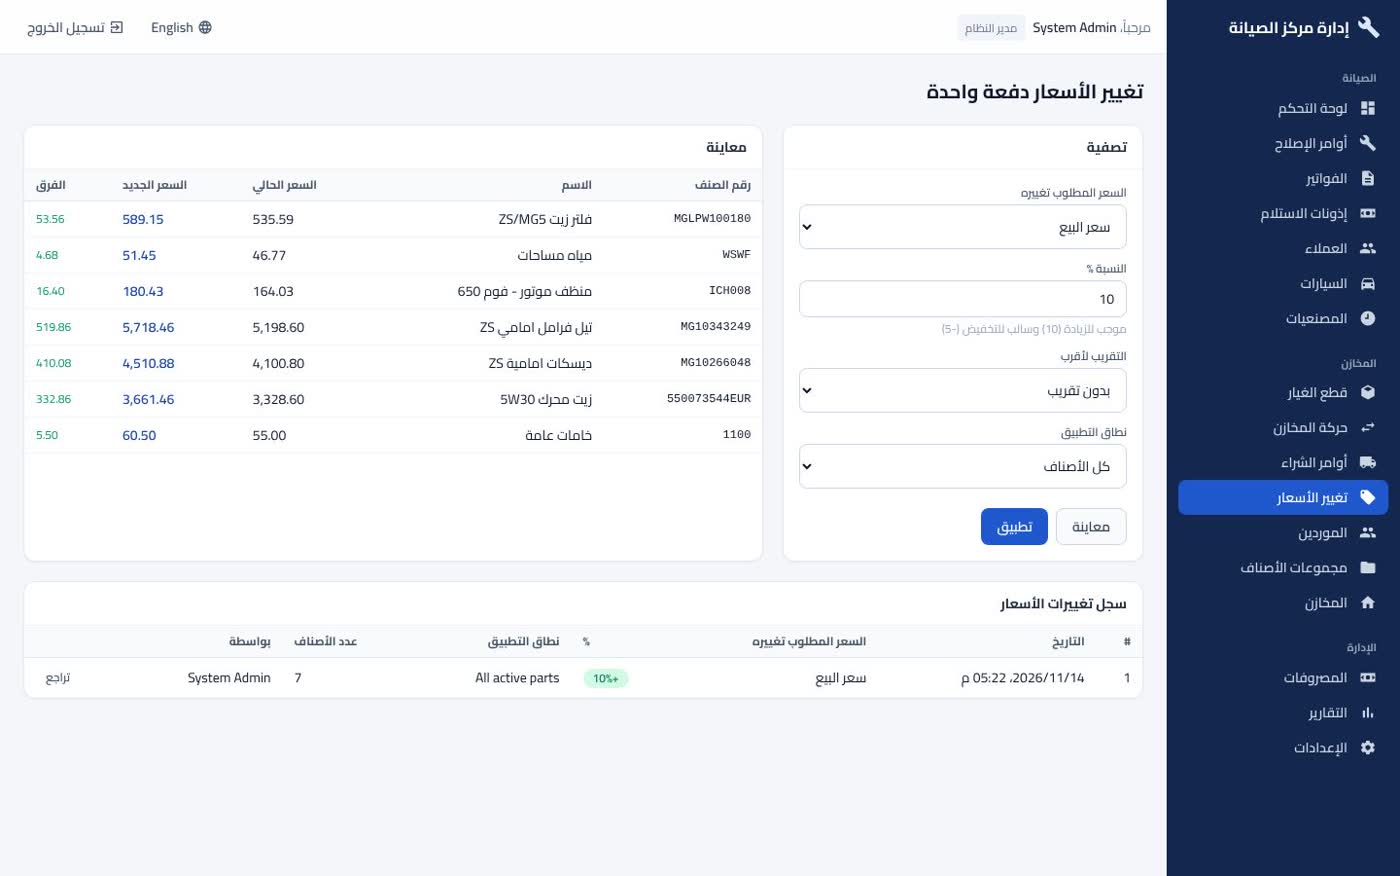 إدارة مركز الصيانة
الصيانة
لوحة التحكم
أوامر الإصلاح
الفواتير
إذونات الاستلام
العملاء
السيارات
المصنعيات
المخازن
قطع الغيار
حركة المخازن
أوامر الشراء
تغيير الأسعار
الموردين
مجموعات الأصناف
المخازن
الإدارة
المصروفات
التقارير
الإعدادات
مرحباً، System Admin مدير النظام
English تسجيل الخروج
تغيير الأسعار دفعة واحدة
تصفية
السعر المطلوب تغييره
سعر البيع
النسبة %
10
موجب للزيادة (10) وسالب للتخفيض (-5)
التقريب لأقرب
بدون تقريب
نطاق التطبيق
كل الأصناف
معاينة تطبيق
معاينة
رقم الصنف الاسم السعر الحالي السعر الجديد الفرق
MGLPW100180 فلتر زيت ZS/MG5 535.59 589.15 53.56
WSWF مياه مساحات 46.77 51.45 4.68
ICH008 منظف موتور - فوم 650 164.03 180.43 16.40
MG10343249 تيل فرامل امامي ZS 5,198.60 5,718.46 519.86
MG10266048 ديسكات امامية ZS 4,100.80 4,510.88 410.08
550073544EUR زيت محرك 5W30 3,328.60 3,661.46 332.86
1100 خامات عامة 55.00 60.50 5.50
سجل تغييرات الأسعار
# التاريخ السعر المطلوب تغييره % نطاق التطبيق عدد الأصناف بواسطة
1 2026/11/14، 05:22 م سعر البيع +10% All active parts 7 System Admin تراجع